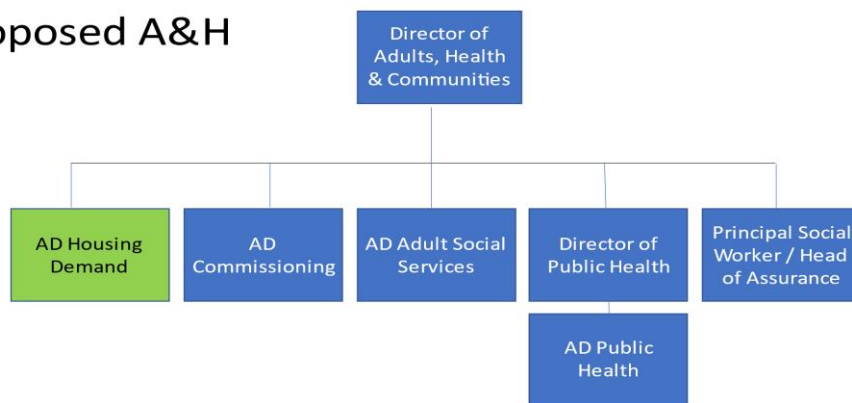 A&H
Director of
Adults, Health
& Communities
AD Housing
Demand
AD
Commissioning
AD Adult Social
Services
Director of
Public Health
Principal Social
Worker / Head
of Assurance
AD Public
Health